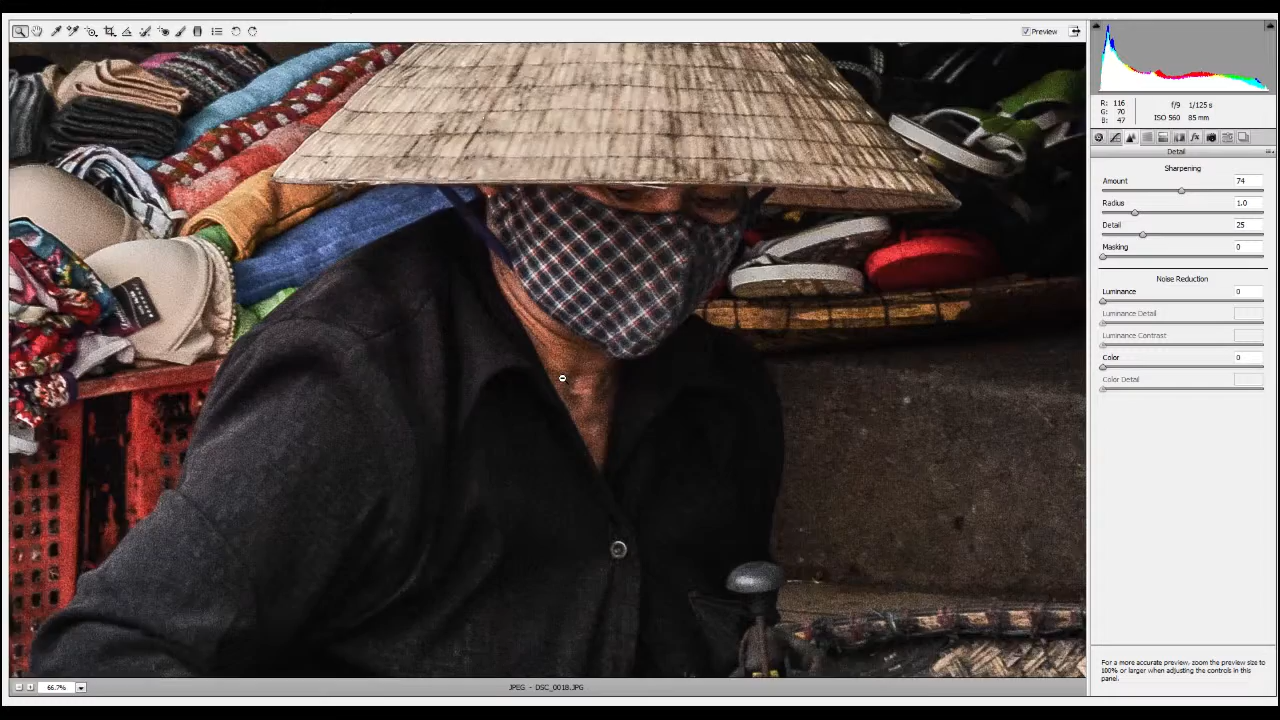 Preview
R: 116
G: 70
B: 47
f/9 1/125 s
ISO 560 85 mm
Detail
Sharpening
Amount 74
Radius 1.0
Detail 25
Masking 0
Noise Reduction
Luminance 0
Luminance Detail
Luminance Contrast
Color 0
Color Detail
For a more accurate preview, zoom the preview size to
100% or larger when adjusting the controls in this
panel.
66.7%
JPEG - DSC_0018.JPG